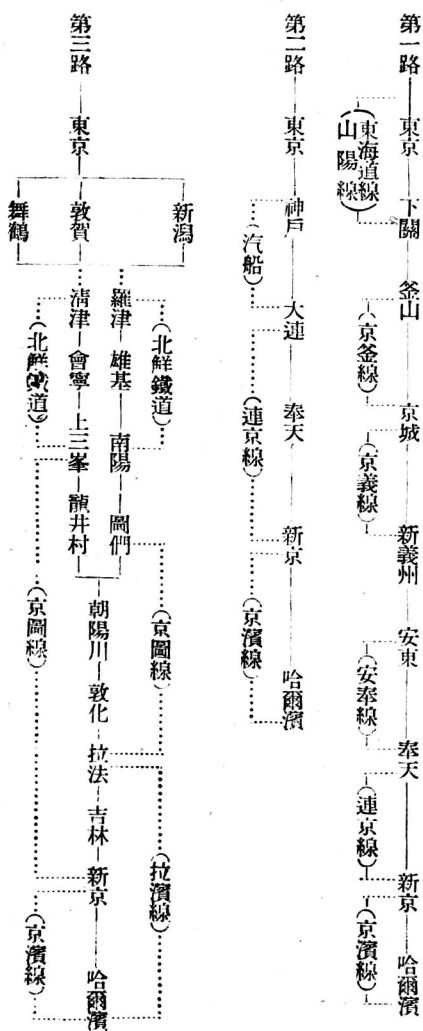 第一路 東京 下關 釜山 京城 新義州 安東 奉天 新京 哈爾濱
(東海道線
山陽線)
(京釜線)
(京義線)
(安奉線)
(連京線)
(京濱線)
第二路 東京 神戶 大連 奉天 新京 哈爾濱
(汽船)
(連京線)
(京濱線)
第三路 東京
新潟
敦賀
舞鶴
(北鮮鐵道)
(京圖線)
(拉濱線)
羅津 雄基 南陽 圖們
淸津 會寧 上三峯 龍井村
朝陽川 敦化 拉法 吉林 新京 哈爾濱
(北鮮鐵道)
(京圖線)
(京濱線)